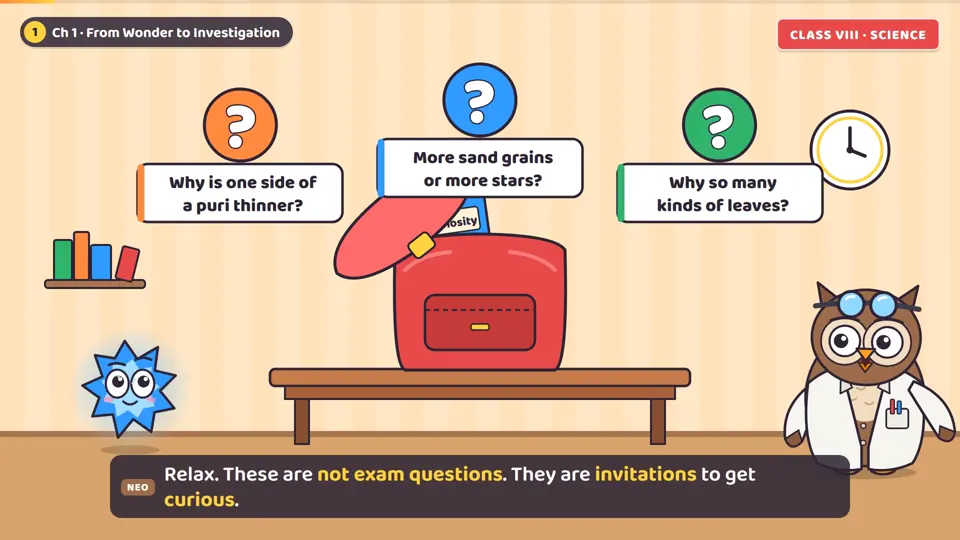 1 Ch 1 · From Wonder to Investigation
CLASS VIII · SCIENCE
?
?
?
Why is one side of
a puri thinner?
More sand grains
or more stars?
Why so many
kinds of leaves?
NEO
Relax. These are not exam questions. They are invitations to get
curious.